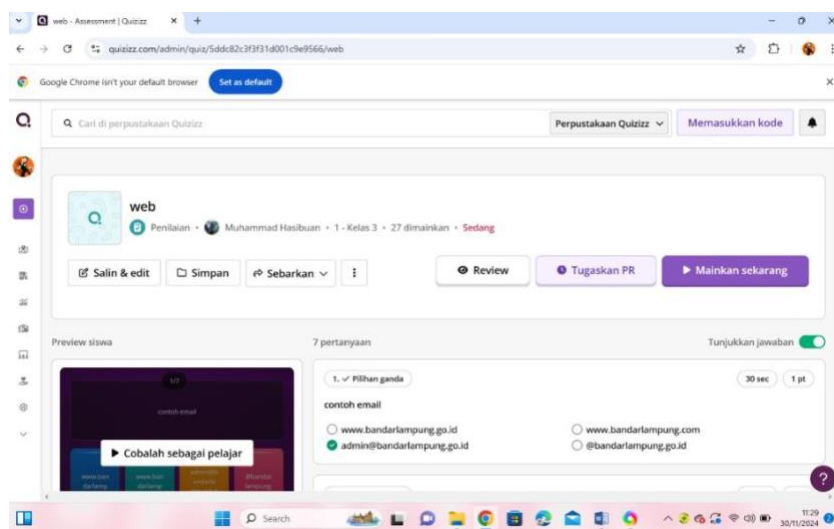 web - Assessment | Quizizz
quizizz.com/admin/quiz/5ddc82c3f3f31d001c9e9566/web
Google Chrome isn't your default browser
Set as default
Cari di perpustakaan Quizizz
Perpustakaan Quizizz
Memasukkan kode
web
Penilaian • Muhammad Hasibuan • 1 - Kelas 3 • 27 dimainkan • Sedang
Salin & edit
Simpan
Sebarkan
Review
Tugaskan PR
Mainkan sekarang
Preview siswa
7 pertanyaan
Tunjukkan jawaban
1/7
contoh email
Cobalah sebagai pelajar
1. ✓ Pilihan ganda
30 sec
1 pt
contoh email
www.bandarlampung.go.id
www.bandarlampung.com
admin@bandarlampung.go.id
@bandarlampung.go.id
?
Search
11:29
30/11/2024